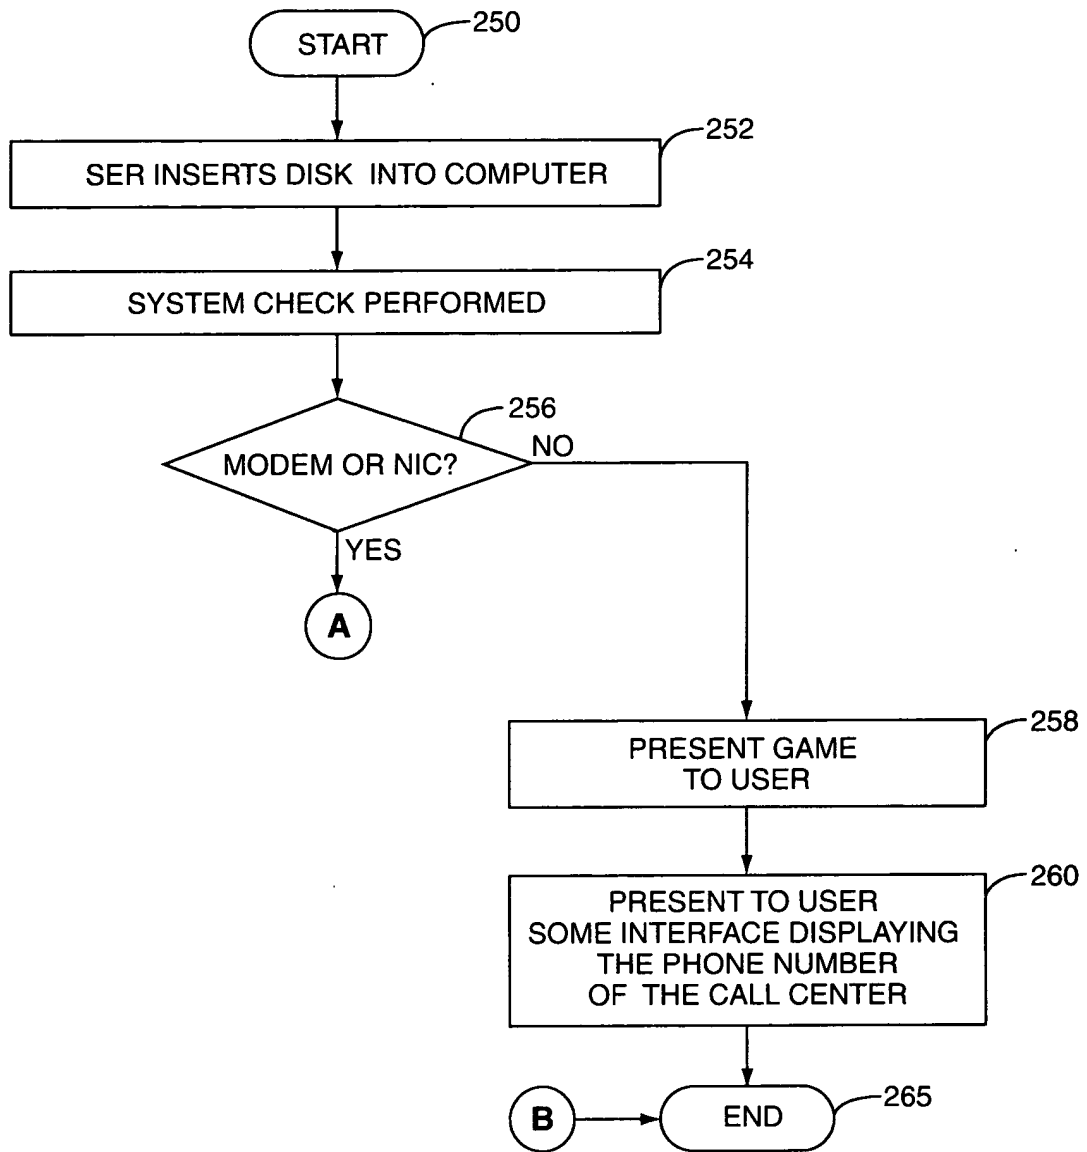 START
250
SER INSERTS DISK INTO COMPUTER
252
SYSTEM CHECK PERFORMED
254
MODEM OR NIC?
256
NO
YES
A
PRESENT GAME
TO USER
258
PRESENT TO USER
SOME INTERFACE DISPLAYING
THE PHONE NUMBER
OF THE CALL CENTER
260
B
END
265